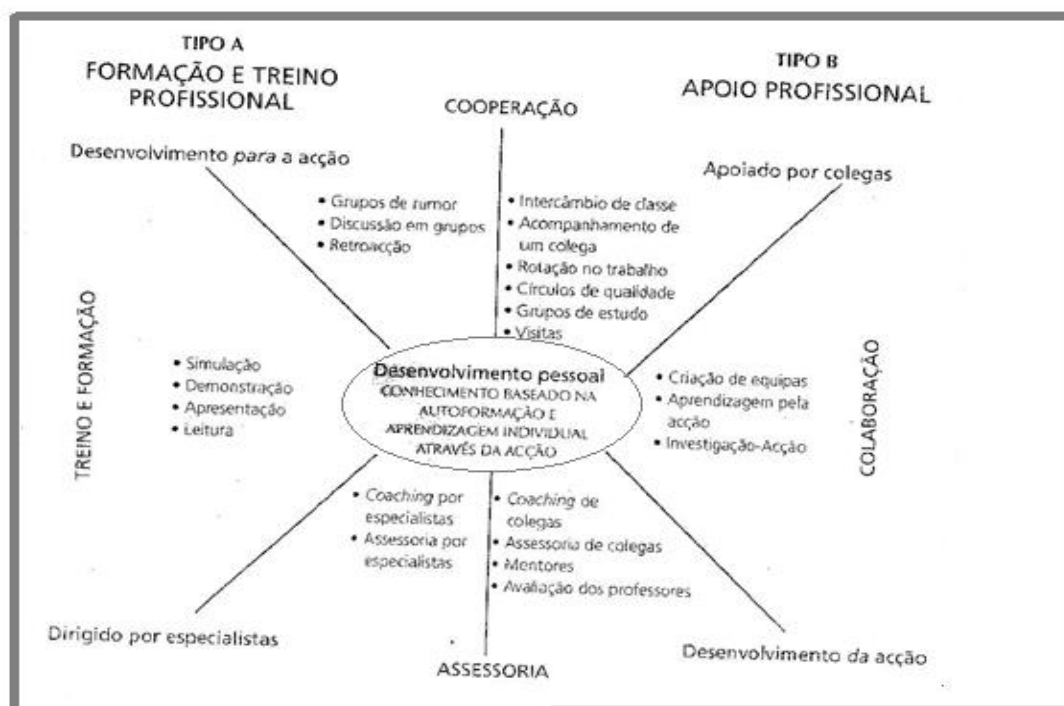 TIPO A
FORMAÇÃO E TREINO
PROFISSIONAL
TIPO B
APOIO PROFISSIONAL
COOPERAÇÃO
Desenvolvimento para a acção
Apoiado por colegas
• Grupos de rumor
• Discussão em grupos
• Retroacção
• Intercâmbio de classe
• Acompanhamento de
um colega
• Rotação no trabalho
• Círculos de qualidade
• Grupos de estudo
• Visitas
TREINO E FORMAÇÃO
• Simulação
• Demonstração
• Apresentação
• Leitura
Desenvolvimento pessoal
CONHECIMENTO BASEADO NA
AUTOFORMAÇÃO E
APRENDIZAGEM INDIVIDUAL
ATRAVÉS DA ACÇÃO
• Criação de equipas
• Aprendizagem pela
acção
• Investigação-Acção
COLABORAÇÃO
• Coaching por
especialistas
• Assessoria por
especialistas
• Coaching de
colegas
• Assessoria de colegas
• Mentores
• Avaliação dos professores
Dirigido por especialistas
Desenvolvimento da acção
ASSESSORIA